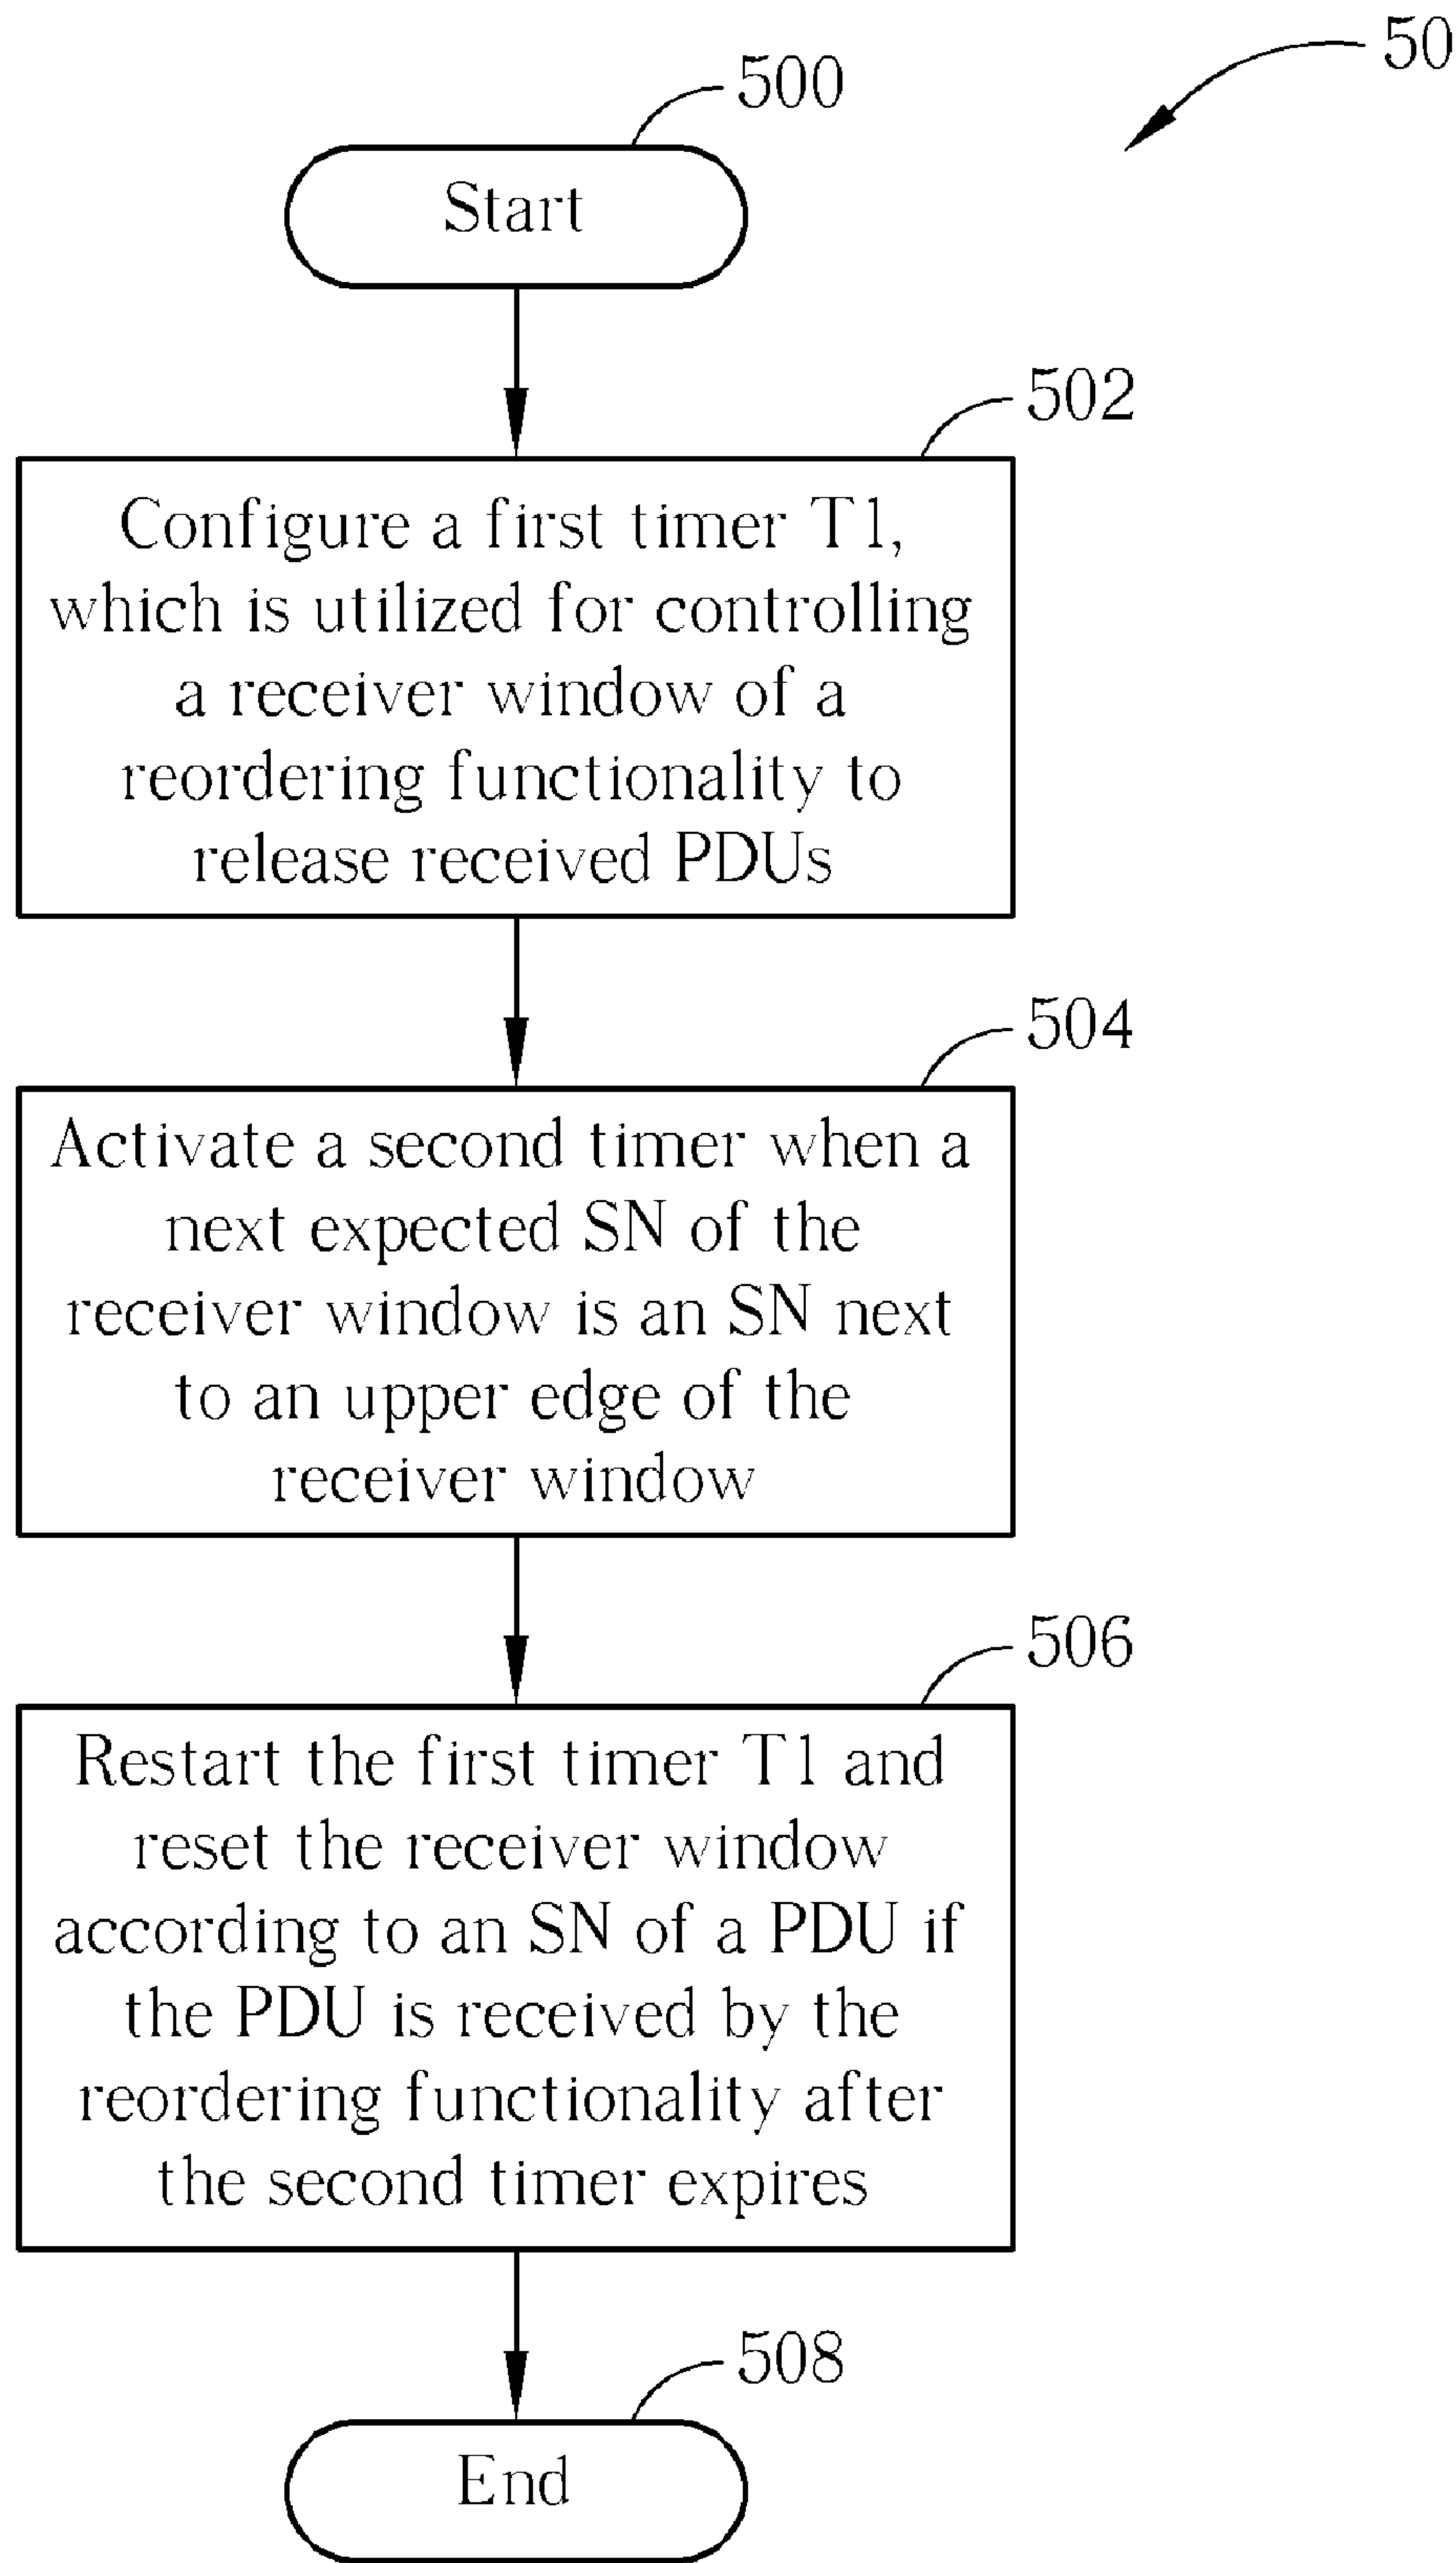 50
500
Start
502
Configure a first timer T1,
which is utilized for controlling
a receiver window of a
reordering functionality to
release received PDUs
504
Activate a second timer when a
next expected SN of the
receiver window is an SN next
to an upper edge of the
receiver window
506
Restart the first timer T1 and
reset the receiver window
according to an SN of a PDU if
the PDU is received by the
reordering functionality after
the second timer expires
508
End